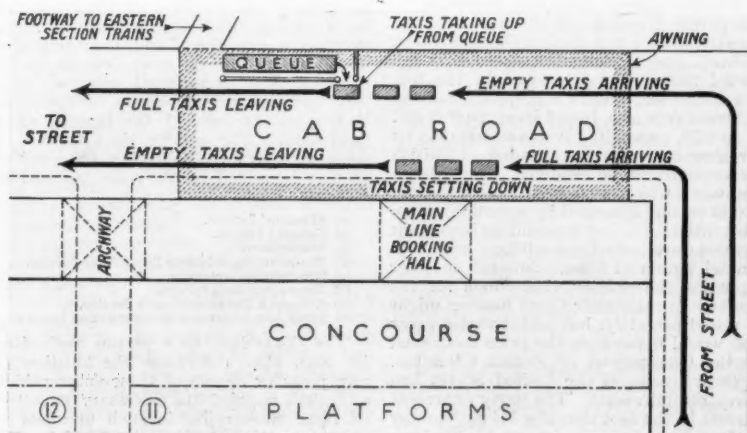 FOOTWAY TO EASTERN
SECTION TRAINS
TAXIS TAKING UP
FROM QUEUE
AWNING
QUEUE
EMPTY TAXIS ARRIVING
FULL TAXIS LEAVING
TO
STREET
CAB ROAD
EMPTY TAXIS LEAVING
FULL TAXIS ARRIVING
TAXIS SETTING DOWN
ARCHWAY
MAIN
LINE
BOOKING
HALL
FROM STREET
CONCOURSE
12
11
PLATFORMS